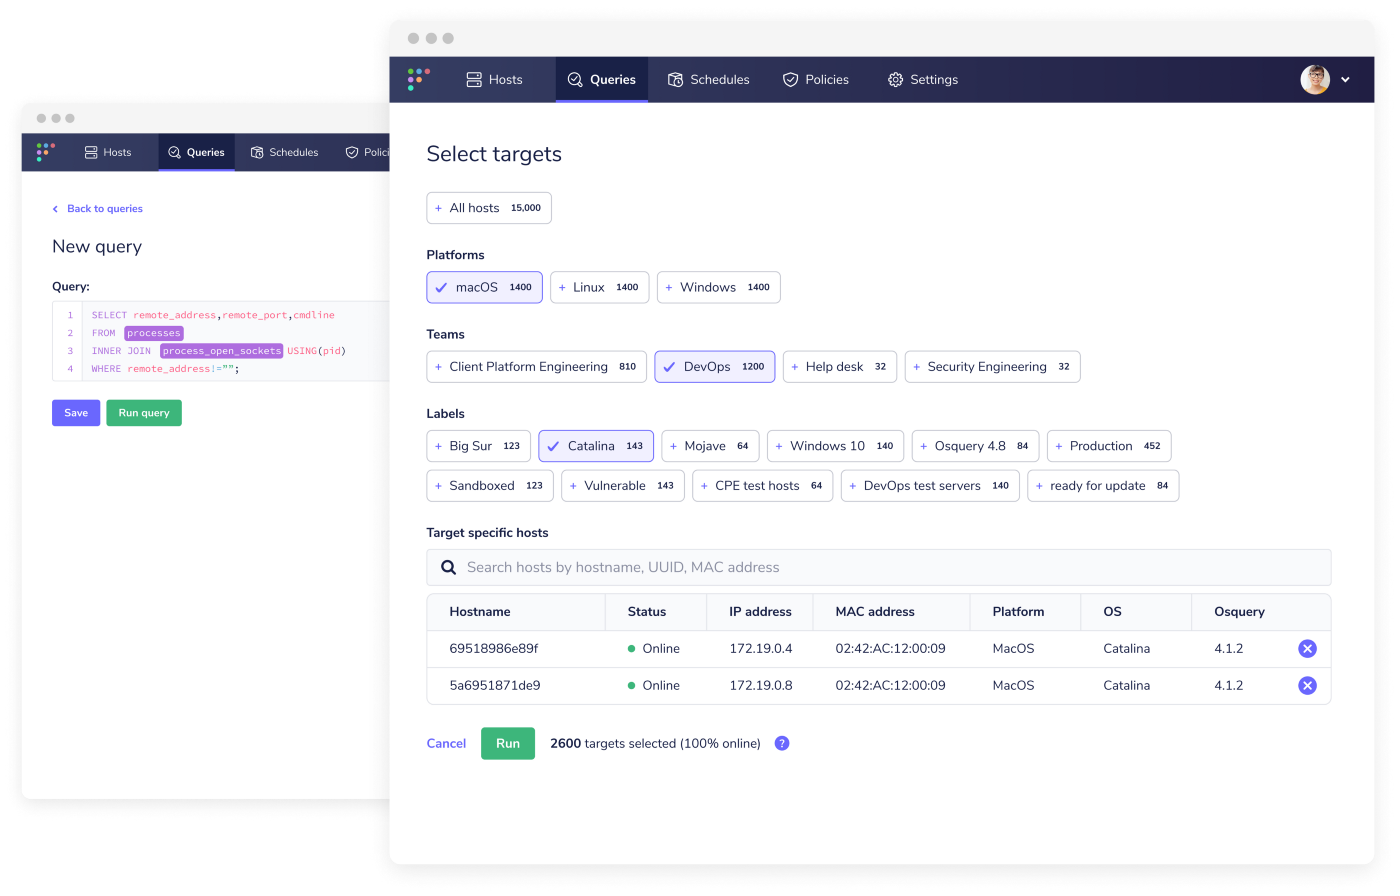 Hosts
Queries
Schedules
Polici
Back to queries
New query
Query:
1 SELECT remote_address,remote_port,cmdline
2 FROM processes
3 INNER JOIN process_open_sockets USING(pid)
4 WHERE remote_address!="";
Save Run query
Hosts Queries Schedules Policies Settings
Select targets
+ All hosts 15,000
Platforms
macOS 1400 + Linux 1400 + Windows 1400
Teams
+ Client Platform Engineering 810 DevOps 1200 + Help desk 32 + Security Engineering 32
Labels
+ Big Sur 123 Catalina 143 + Mojave 64 + Windows 10 140 + Osquery 4.8 84 + Production 452
+ Sandboxed 123 + Vulnerable 143 + CPE test hosts 64 + DevOps test servers 140 + ready for update 84
Target specific hosts
Search hosts by hostname, UUID, MAC address
Hostname Status IP address MAC address Platform OS Osquery
69518986e89f Online 172.19.0.4 02:42:AC:12:00:09 MacOS Catalina 4.1.2
5a6951871de9 Online 172.19.0.8 02:42:AC:12:00:09 MacOS Catalina 4.1.2
Cancel Run 2600 targets selected (100% online) ?